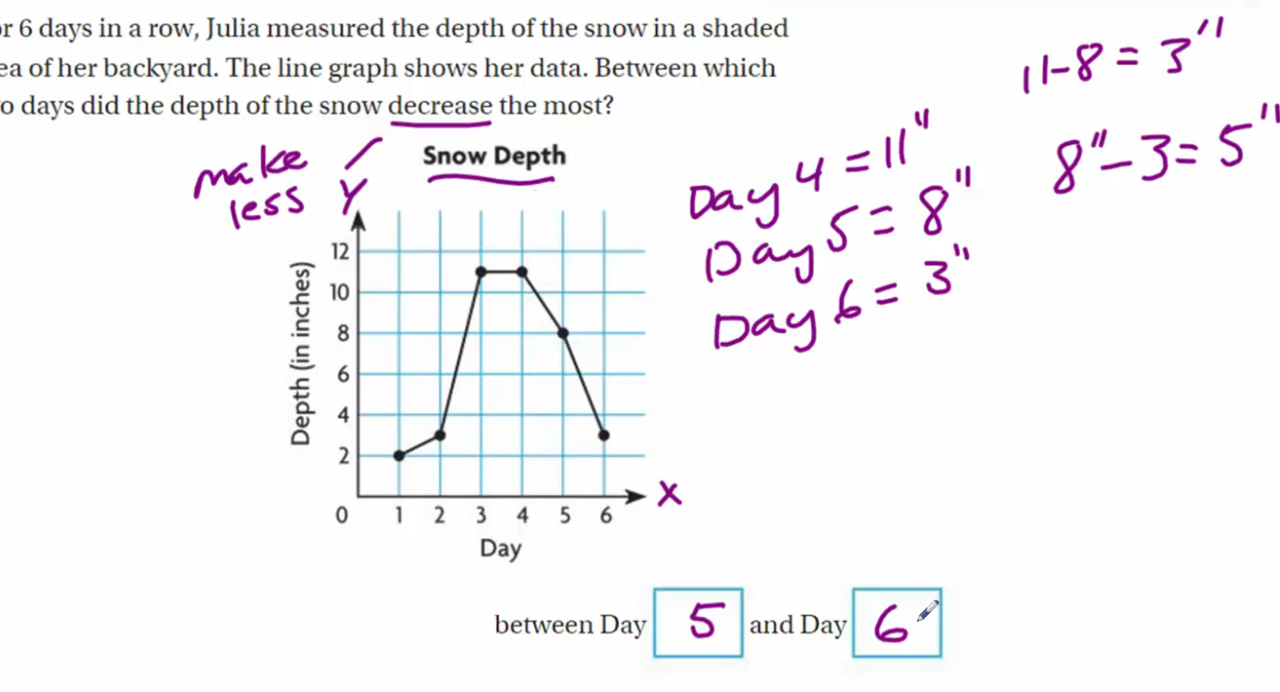 r 6 days in a row, Julia measured the depth of the snow in a shaded
ea of her backyard. The line graph shows her data. Between which
o days did the depth of the snow decrease the most?
11-8 = 3"
8"- 3 = 5"
make
less
Y
Snow Depth
Day 4 = 11"
Day 5 = 8"
Day 6 = 3"
Depth (in inches)
12
10
8
6
4
2
0 1 2 3 4 5 6
X
Day
between Day 5 and Day 6